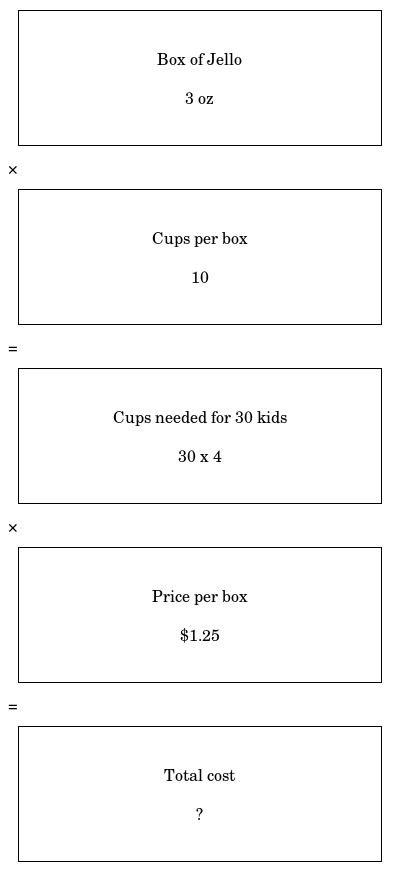 Box of Jello
3 oz
×
Cups per box
10
=
Cups needed for 30 kids
30 x 4
×
Price per box
$1.25
=
Total cost
?